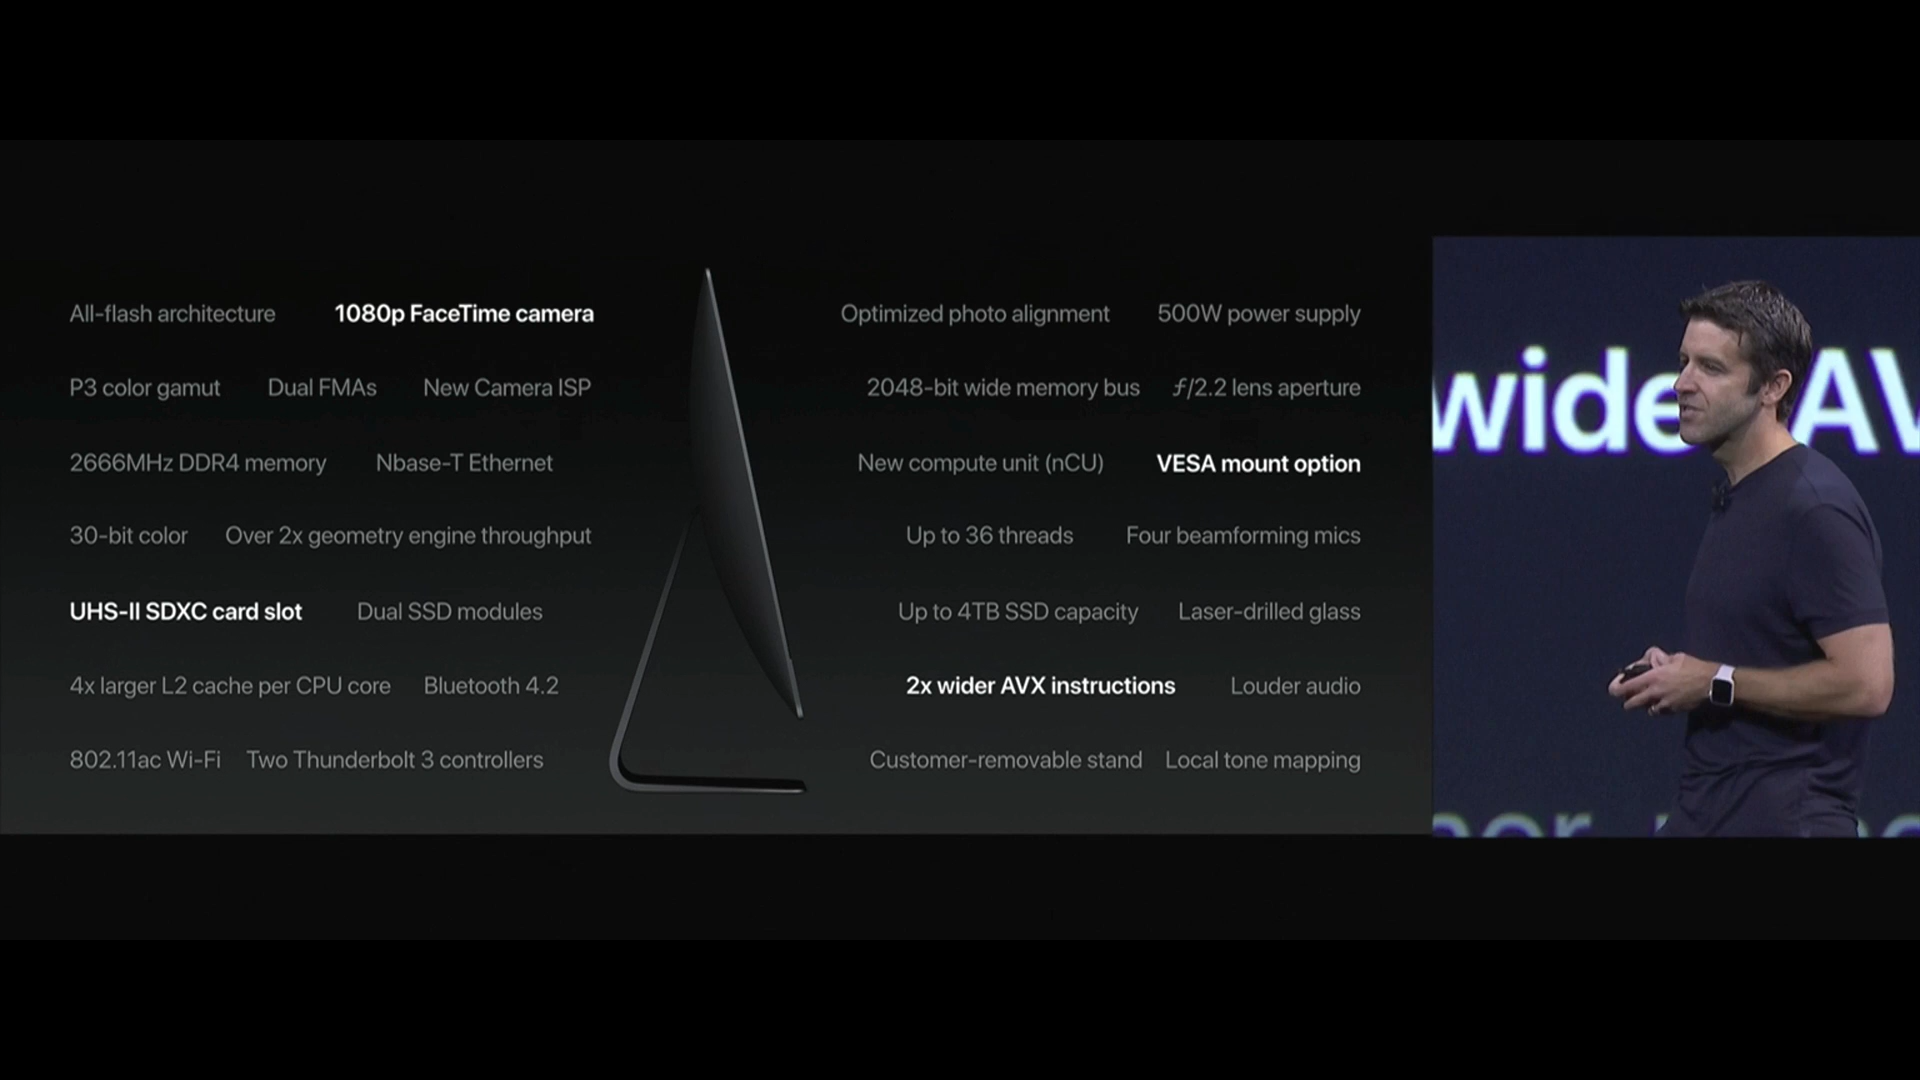 All-flash architecture 1080p FaceTime camera
P3 color gamut Dual FMAs New Camera ISP
2666MHz DDR4 memory Nbase-T Ethernet
30-bit color Over 2x geometry engine throughput
UHS-II SDXC card slot Dual SSD modules
4x larger L2 cache per CPU core Bluetooth 4.2
802.11ac Wi-Fi Two Thunderbolt 3 controllers
Optimized photo alignment 500W power supply
2048-bit wide memory bus ƒ/2.2 lens aperture
New compute unit (nCU) VESA mount option
Up to 36 threads Four beamforming mics
Up to 4TB SSD capacity Laser-drilled glass
2x wider AVX instructions Louder audio
Customer-removable stand Local tone mapping
wide AV